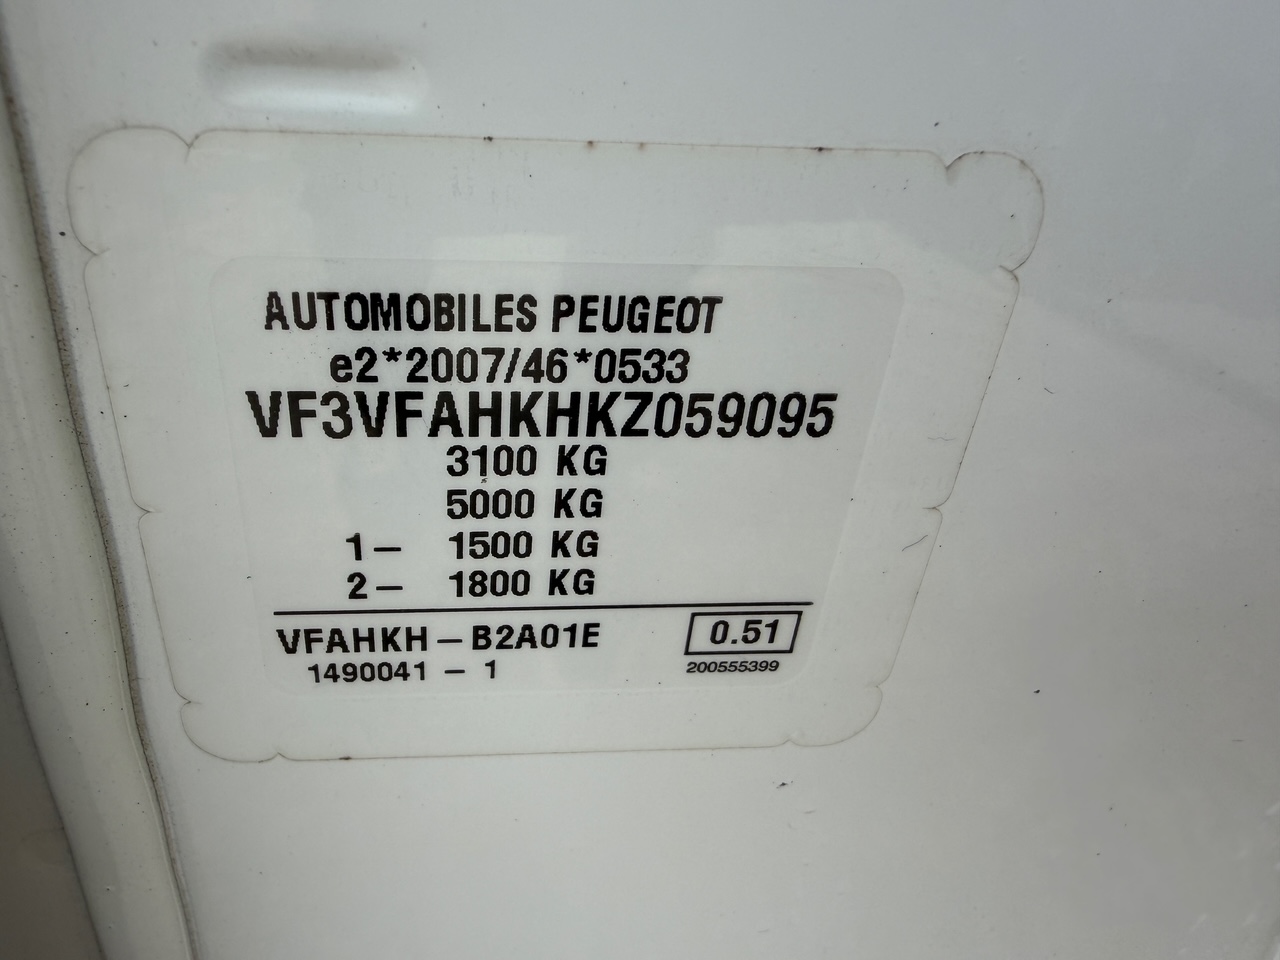 AUTOMOBILES PEUGEOT
e2*2007/46*0533
VF3VFAHKHKZ059095
3100 KG
5000 KG
1– 1500 KG
2– 1800 KG
VFAHKH – B2A01E 0.51
1490041 – 1 200555399